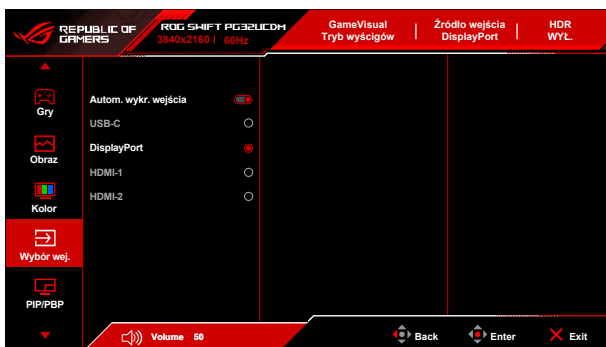 REPUBLIC OF
GAMERS
ROG SWIFT PG32UCDM
3840x2160 60Hz
GameVisual
Tryb wyścigów
Źródło wejścia
DisplayPort
HDR
WYŁ.
Gry
Obraz
Kolor
Wybór wej.
PIP/PBP
Autom. wykr. wejścia
USB-C
DisplayPort
HDMI-1
HDMI-2
Volume 50
Back
Enter
Exit